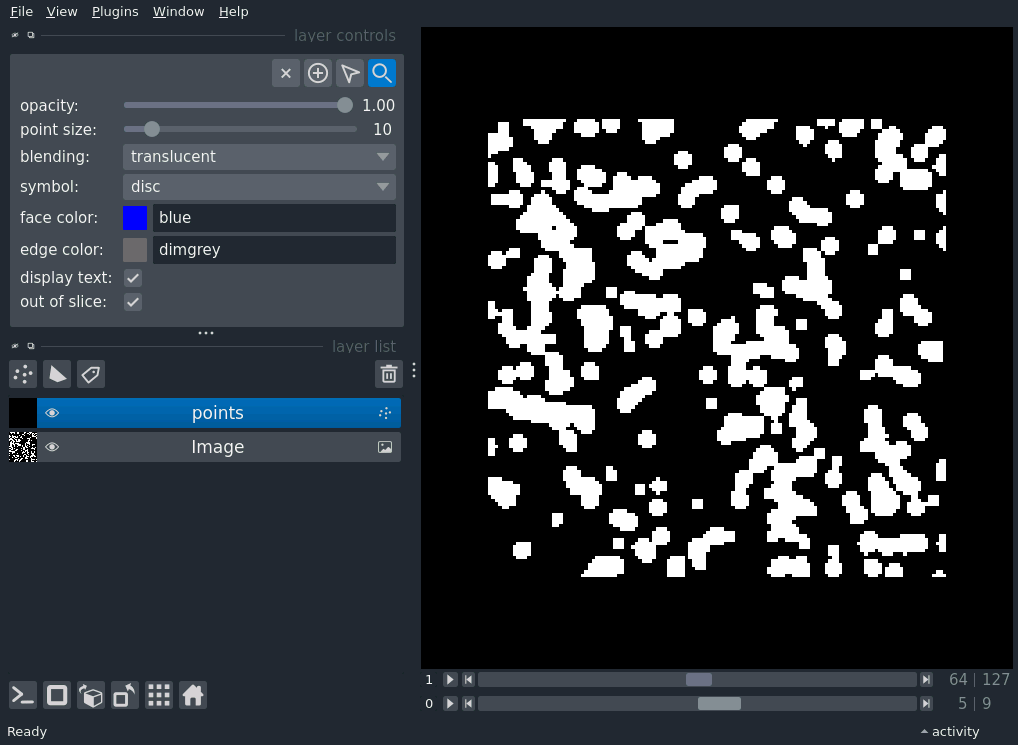 File View Plugins Window Help
layer controls
opacity: 1.00
point size: 10
blending: translucent
symbol: disc
face color: blue
edge color: dimgrey
display text:
out of slice:
layer list
points
Image
1 64 | 127
0 5 | 9
Ready activity